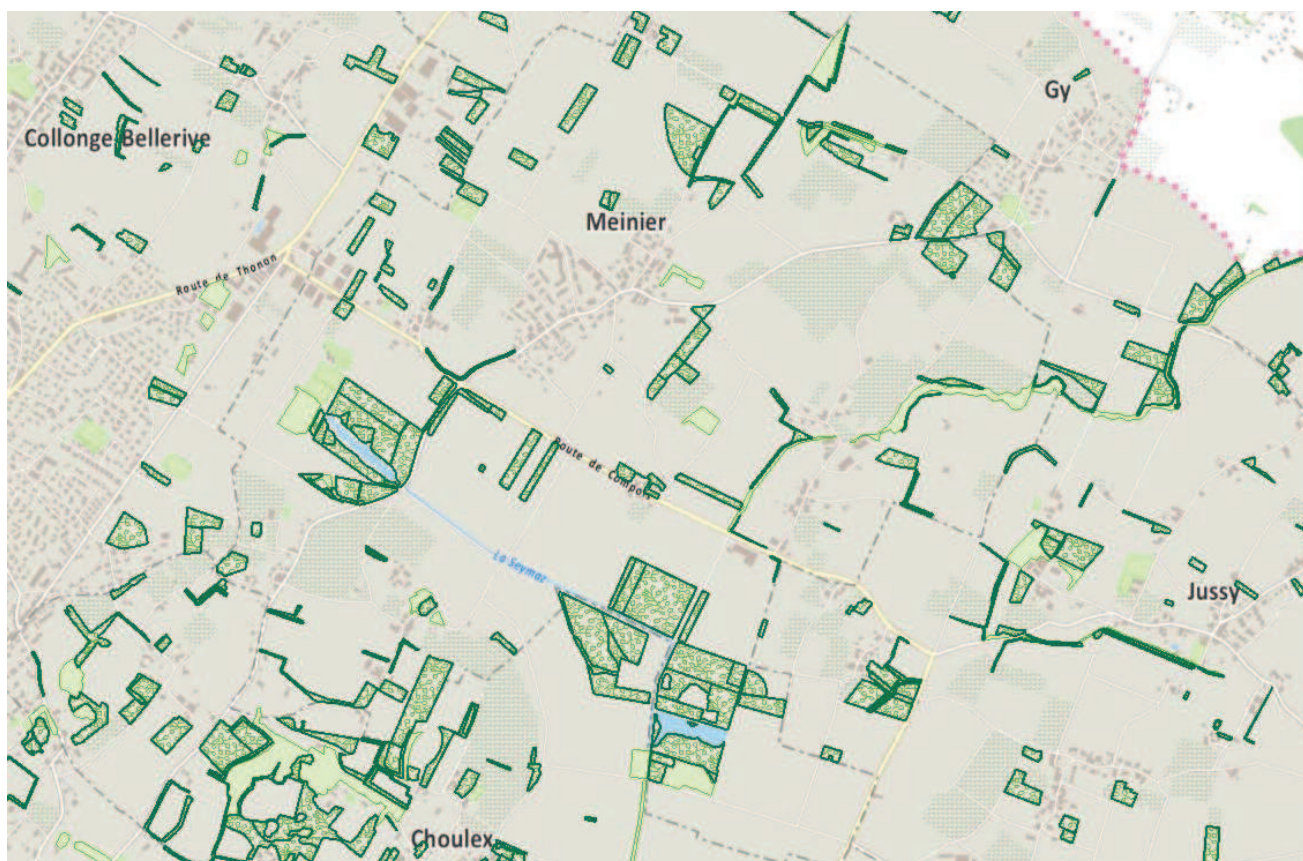 Gy
Collonge-Bellerive
Meinier
Route de Thonon
Route de Compois
La Seymaz
Jussy
Choulex